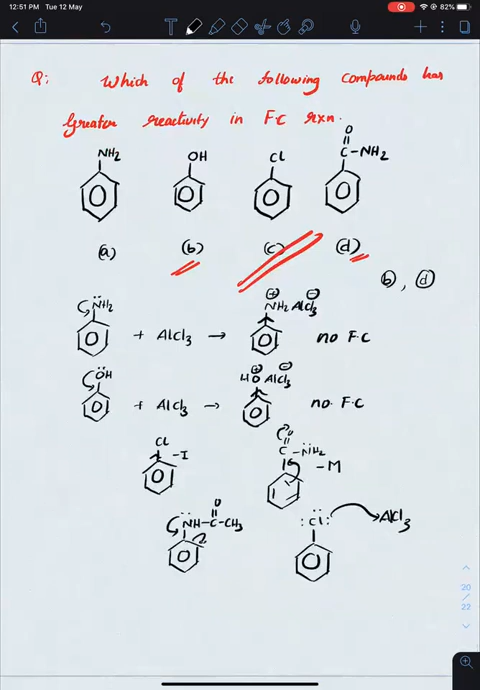 12:51 PM Tue 12 May
82%
Q: Which of the following compounds has
Greater reactivity in F.C rxn.
NH2 OH Cl O
C-NH2
(a) (b) (c) (d)
(b), (d)
NH2 + AlCl3 → NH2 AlCl3 no F.C
OH + AlCl3 → HO AlCl3 no F.C
Cl -I O
C-NH2 -M
O
NH-C-CH3 :Cl: AlCl3
20
/
22